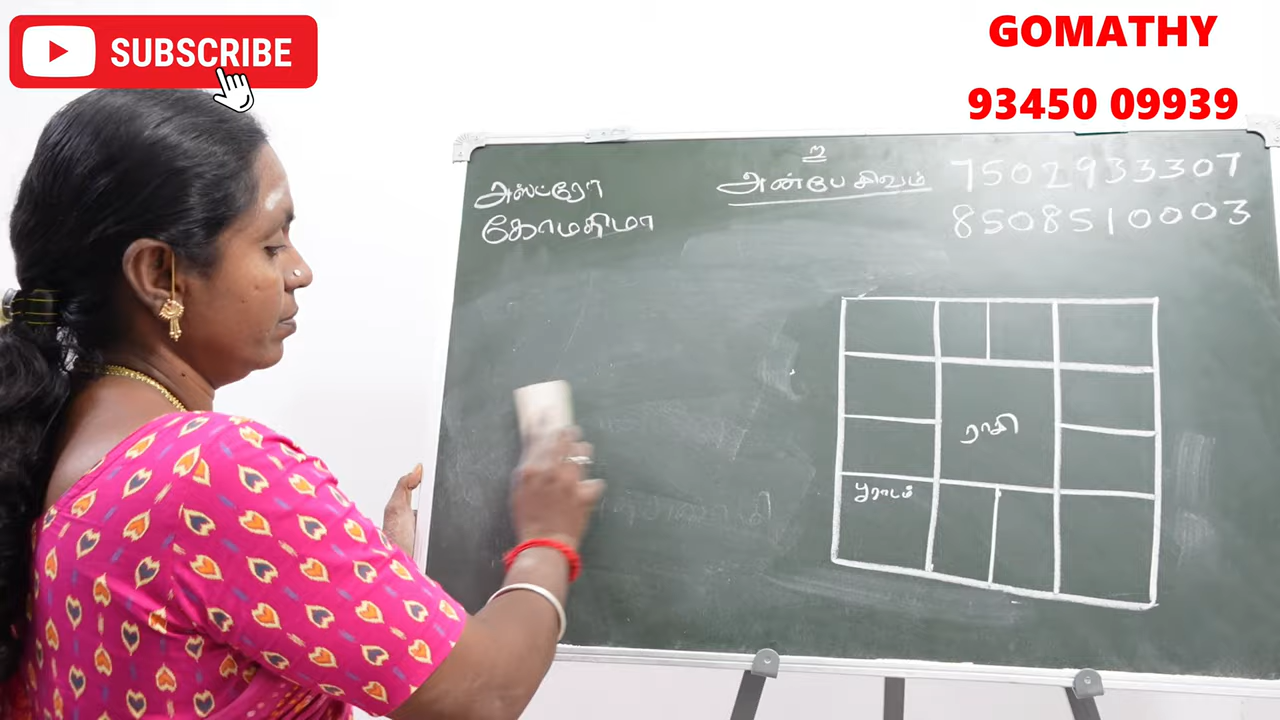 SUBSCRIBE
GOMATHY
93450 09939
உ
அன்பே சிவம்
அஸ்ட்ரோ
கோமதிமா
7502933307
8508510003
ராசி
பூராடம்